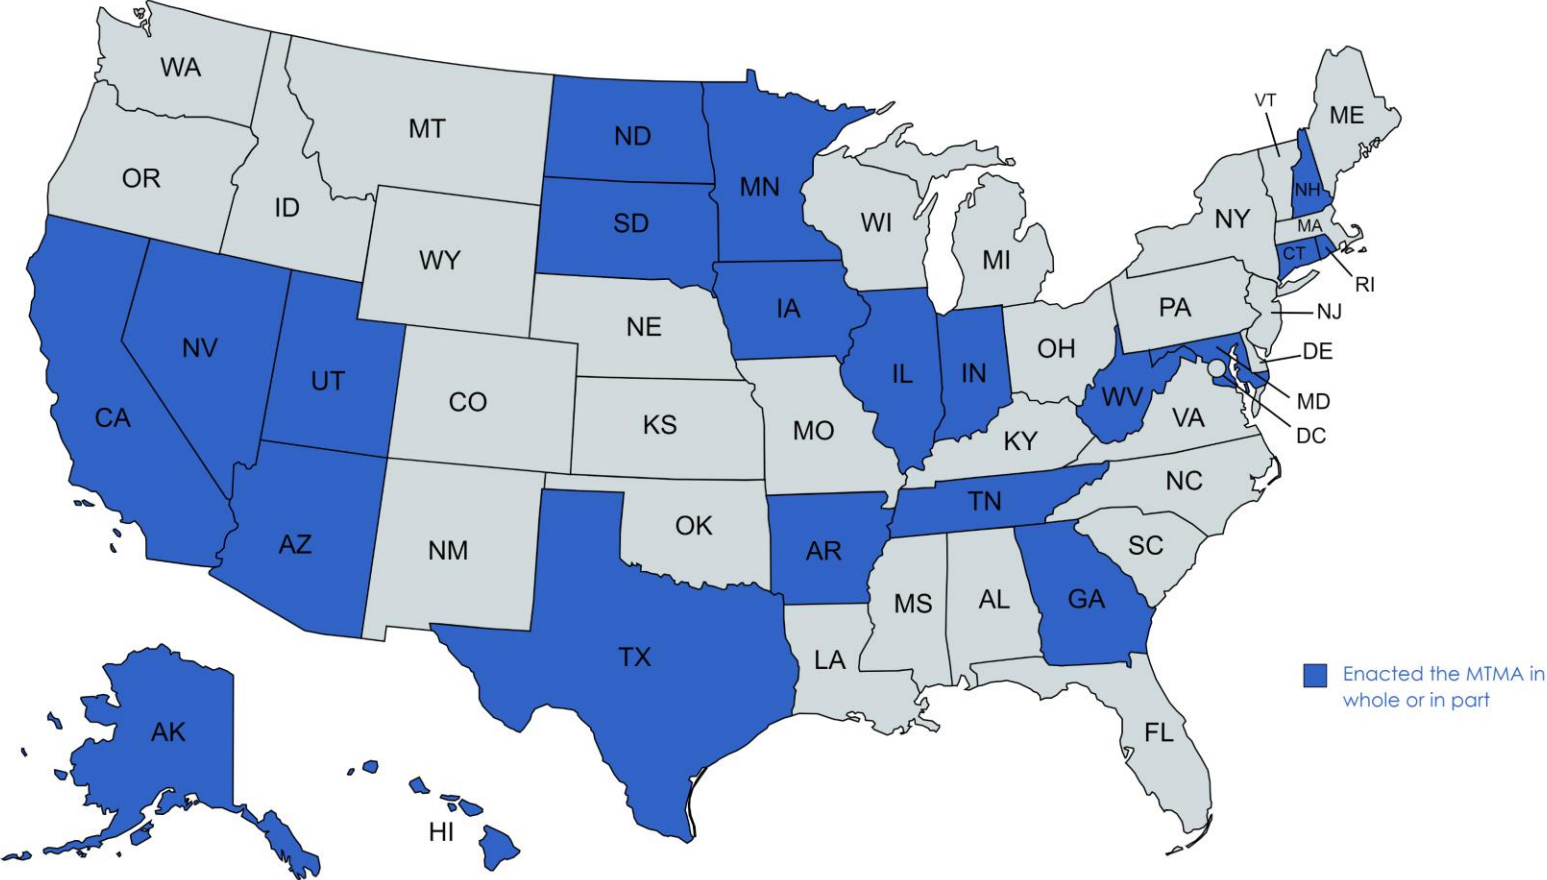 WA
MT
ND
MN
OR
ID
SD
WI
WY
MI
VT
ME
NH
NY
MA
CT
RI
PA
NJ
IA
NE
NV
UT
IL
IN
OH
DE
CA
CO
KS
MO
WV
MD
KY
VA
DC
NC
TN
OK
AZ
NM
AR
SC
MS
AL
GA
TX
LA
FL
AK
HI
Enacted the MTMA in
whole or in part